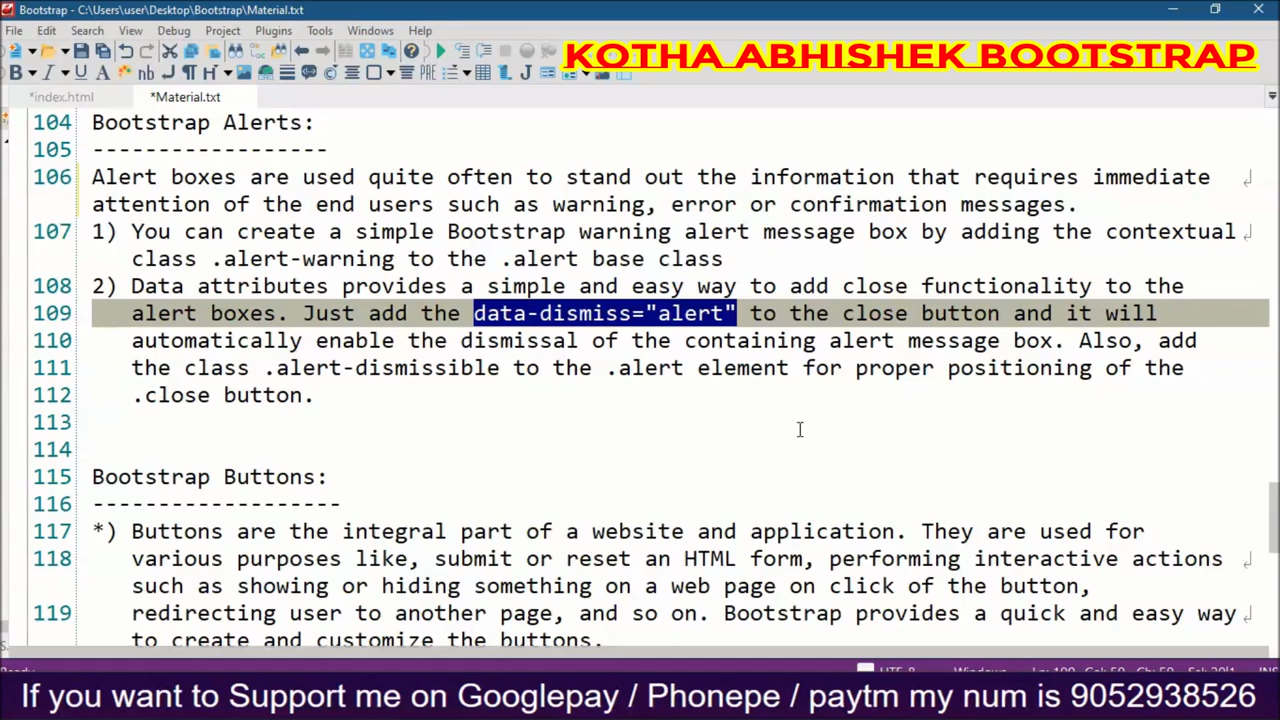 Bootstrap - C:\Users\user\Desktop\Bootstrap\Material.txt
File Edit Search View Debug Project Plugins Tools Windows Help
KOTHA ABHISHEK BOOTSTRAP
*index.html *Material.txt
104 Bootstrap Alerts:
105 ------------------
106 Alert boxes are used quite often to stand out the information that requires immediate
attention of the end users such as warning, error or confirmation messages.
107 1) You can create a simple Bootstrap warning alert message box by adding the contextual
class .alert-warning to the .alert base class
108 2) Data attributes provides a simple and easy way to add close functionality to the
109 alert boxes. Just add the data-dismiss="alert" to the close button and it will
110 automatically enable the dismissal of the containing alert message box. Also, add
111 the class .alert-dismissible to the .alert element for proper positioning of the
112 .close button.
113
114
115 Bootstrap Buttons:
116 -------------------
117 *) Buttons are the integral part of a website and application. They are used for
118 various purposes like, submit or reset an HTML form, performing interactive actions
such as showing or hiding something on a web page on click of the button,
119 redirecting user to another page, and so on. Bootstrap provides a quick and easy way
to create and customize the buttons.
If you want to Support me on Googlepay / Phonepe / paytm my num is 9052938526